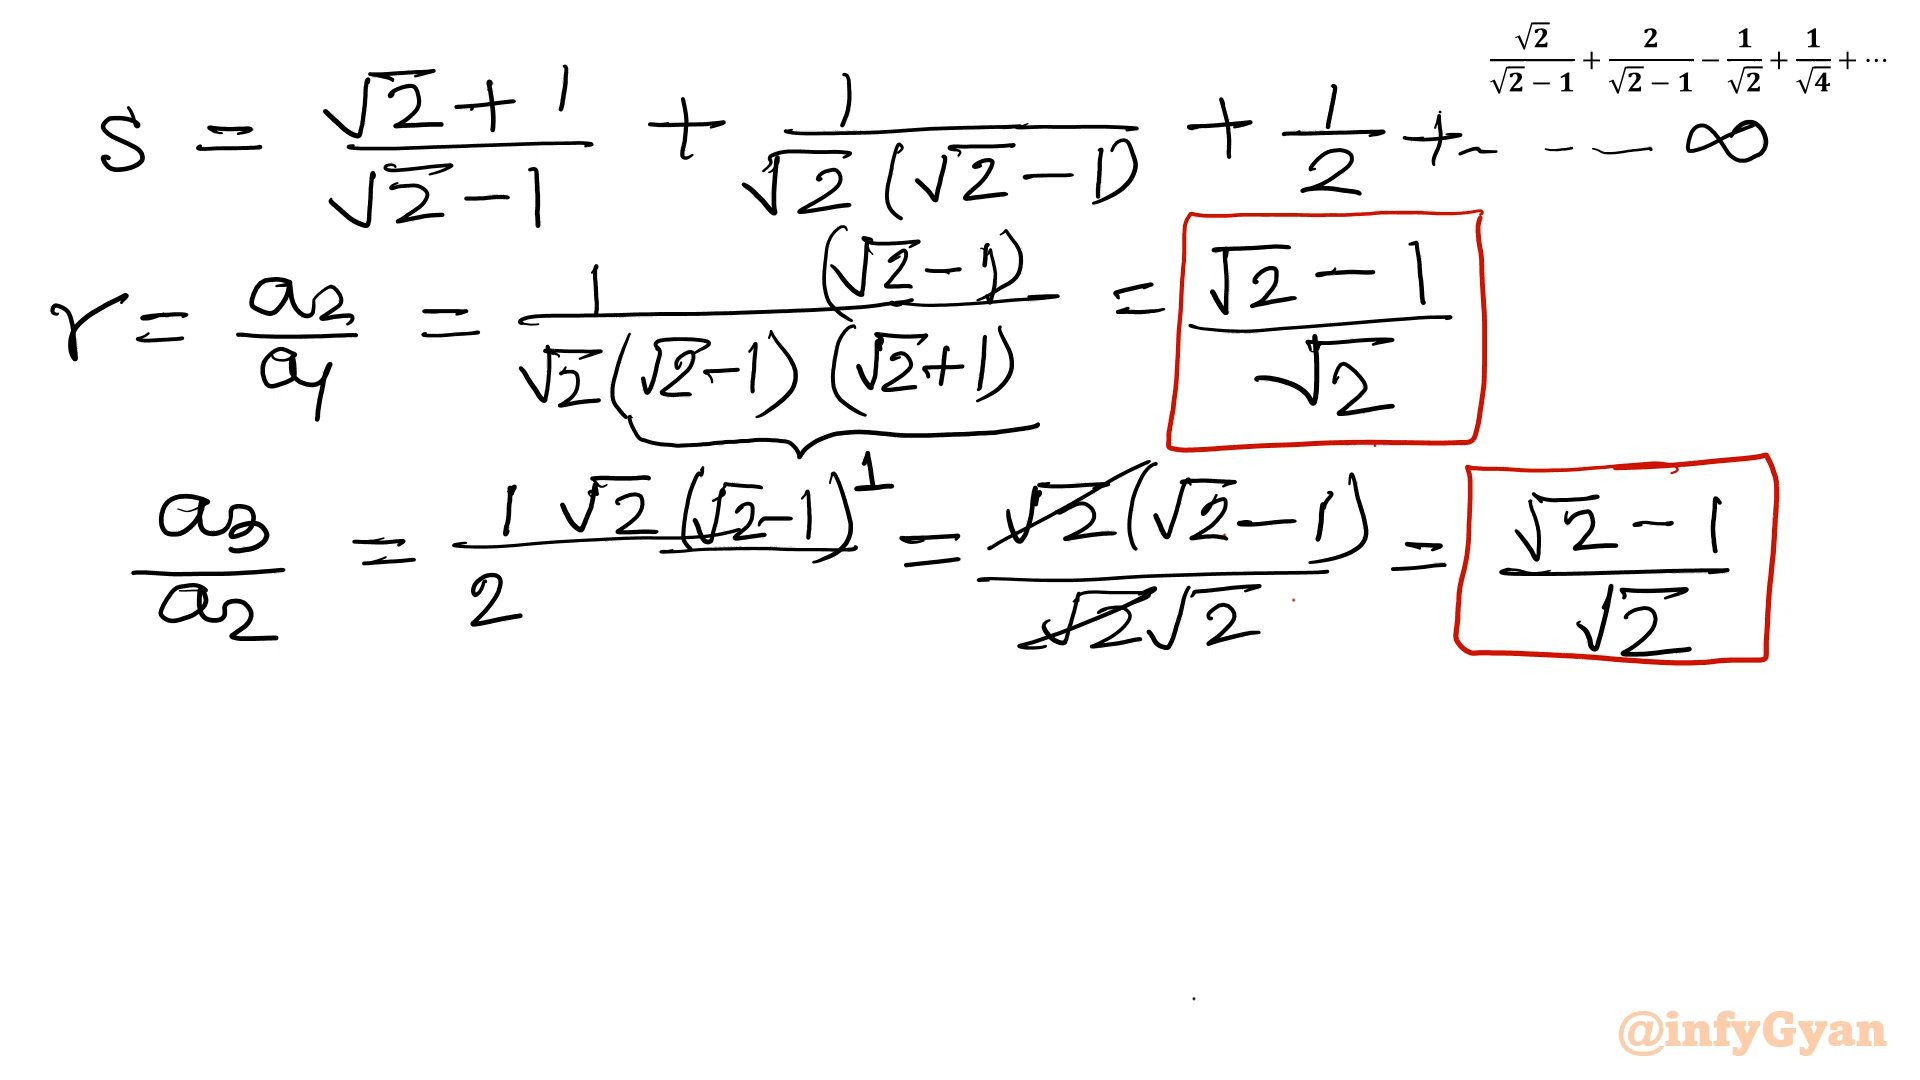 √2/(√2 − 1) + 2/(√2 − 1) − 1/√2 + 1/√4 + ⋯
S = (√2 + 1)/(√2 − 1) + 1/(√2 (√2 − 1)) + 1/2 + - - - - ∞
r = a2/a1 = 1 (√2 − 1)/(√2 (√2 − 1) (√2 + 1)) = (√2 − 1)/√2
a3/a2 = 1 √2 (√2 − 1)/2 1 = √2 (√2 − 1)/(√2 √2) = (√2 − 1)/√2
@infyGyan